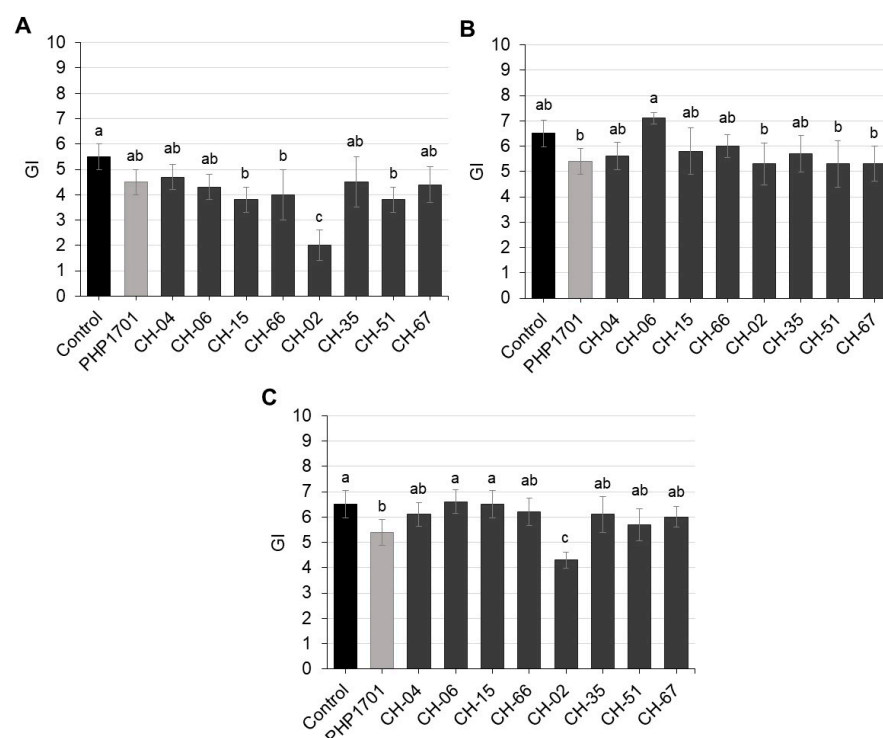 A
10
9
8
7
6
5
4
3
2
1
0
GI
a
ab
ab
ab
b
b
c
ab
b
ab
Control
PHP1701
CH-04
CH-06
CH-15
CH-66
CH-02
CH-35
CH-51
CH-67
B
10
9
8
7
6
5
4
3
2
1
0
GI
ab
b
ab
a
ab
ab
b
ab
b
b
Control
PHP1701
CH-04
CH-06
CH-15
CH-66
CH-02
CH-35
CH-51
CH-67
C
10
9
8
7
6
5
4
3
2
1
0
GI
a
b
ab
a
a
ab
c
ab
ab
ab
Control
PHP1701
CH-04
CH-06
CH-15
CH-66
CH-02
CH-35
CH-51
CH-67